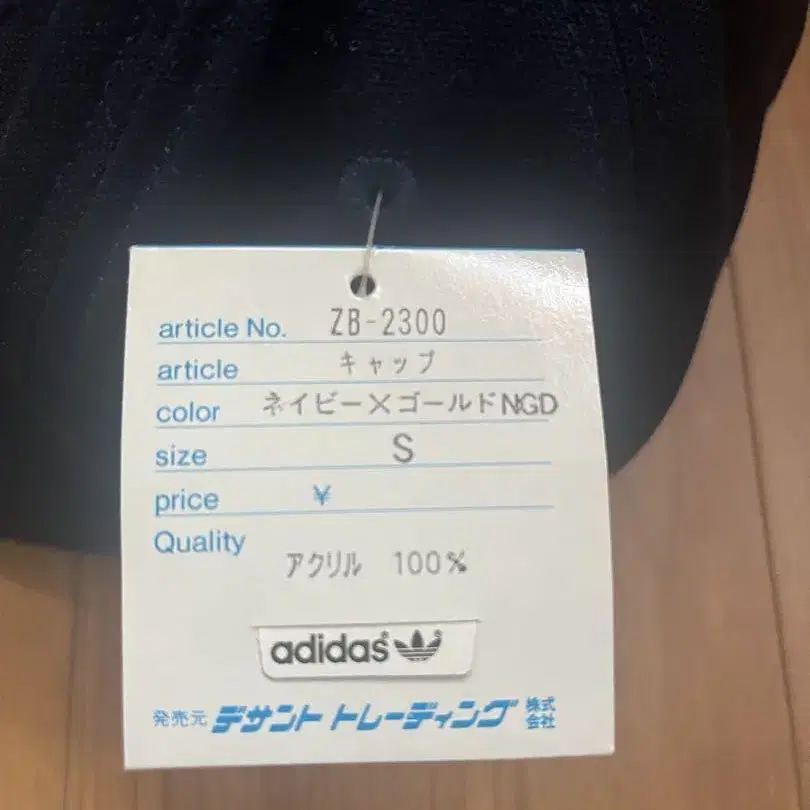 article No. ZB-2300
article キャップ
color ネイビー×ゴールドNGD
size S
price ¥
Quality
アクリル 100%
adidas
発売元 デサント トレーディング 株式会社